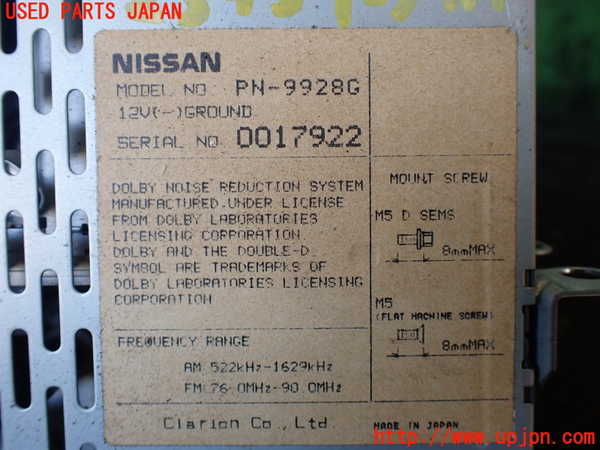 USED PARTS JAPAN
NISSAN
MODEL NO. PN-9928G
12V(-)GROUND
SERIAL NO. 0017922
DOLBY NOISE REDUCTION SYSTEM
MANUFACTURED UNDER LICENSE
FROM DOLBY LABORATORIES
LICENSING CORPORATION.
DOLBY AND THE DOUBLE-D
SYMBOL ARE TRADEMARKS OF
DOLBY LABORATORIES LICENSING
CORPORATION
FREQUENCY RANGE
AM:522kHz-1629kHz
FM:76.0MHz-90.0MHz
Clarion Co., Ltd.
MOUNT SCREW
M5 D SEMS
8mmMAX
M5
(FLAT MACHINE SCREW)
8mmMAX
MADE IN JAPAN
http://www.upjpn.com/